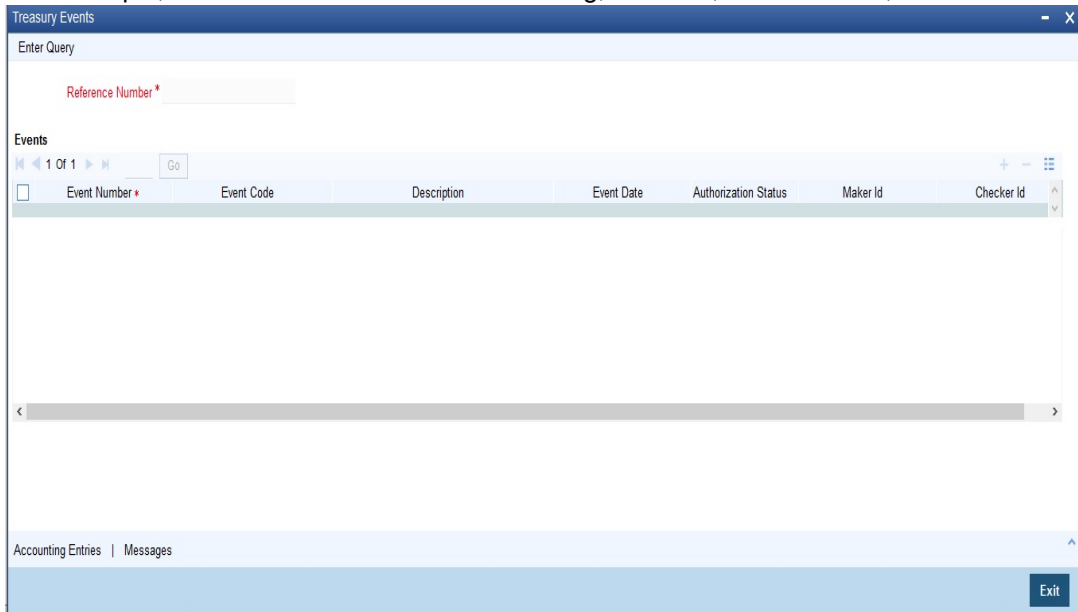 Treasury Events
Enter Query
Reference Number *
Events
1 Of 1 Go
Event Number * Event Code Description Event Date Authorization Status Maker Id Checker Id
Accounting Entries | Messages
Exit